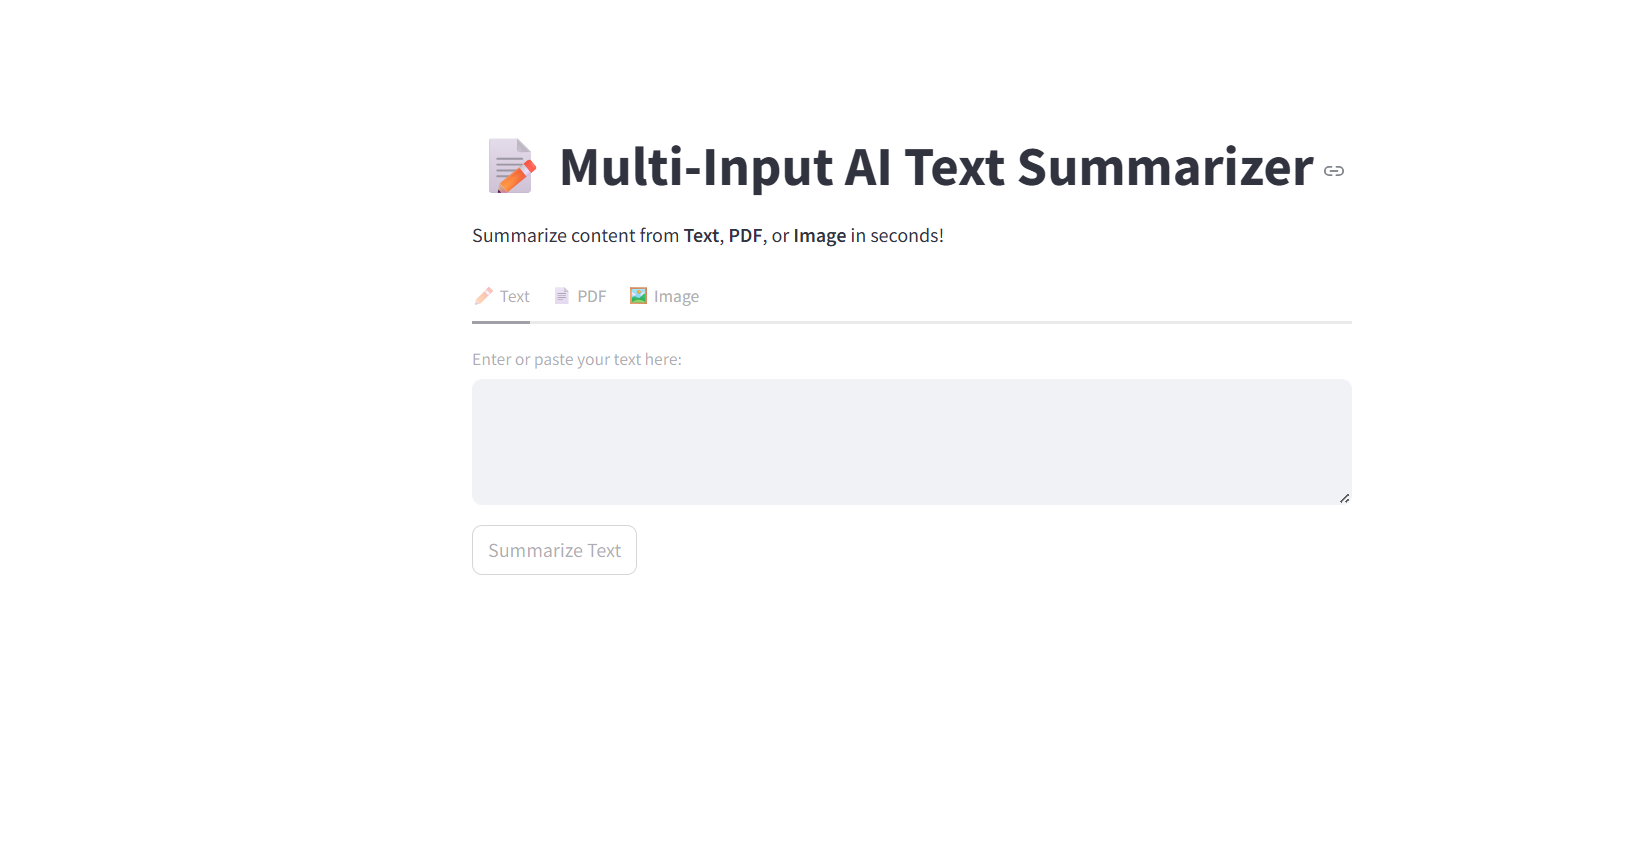 Multi-Input AI Text Summarizer
Summarize content from Text, PDF, or Image in seconds!
Text PDF Image
Enter or paste your text here:
Summarize Text